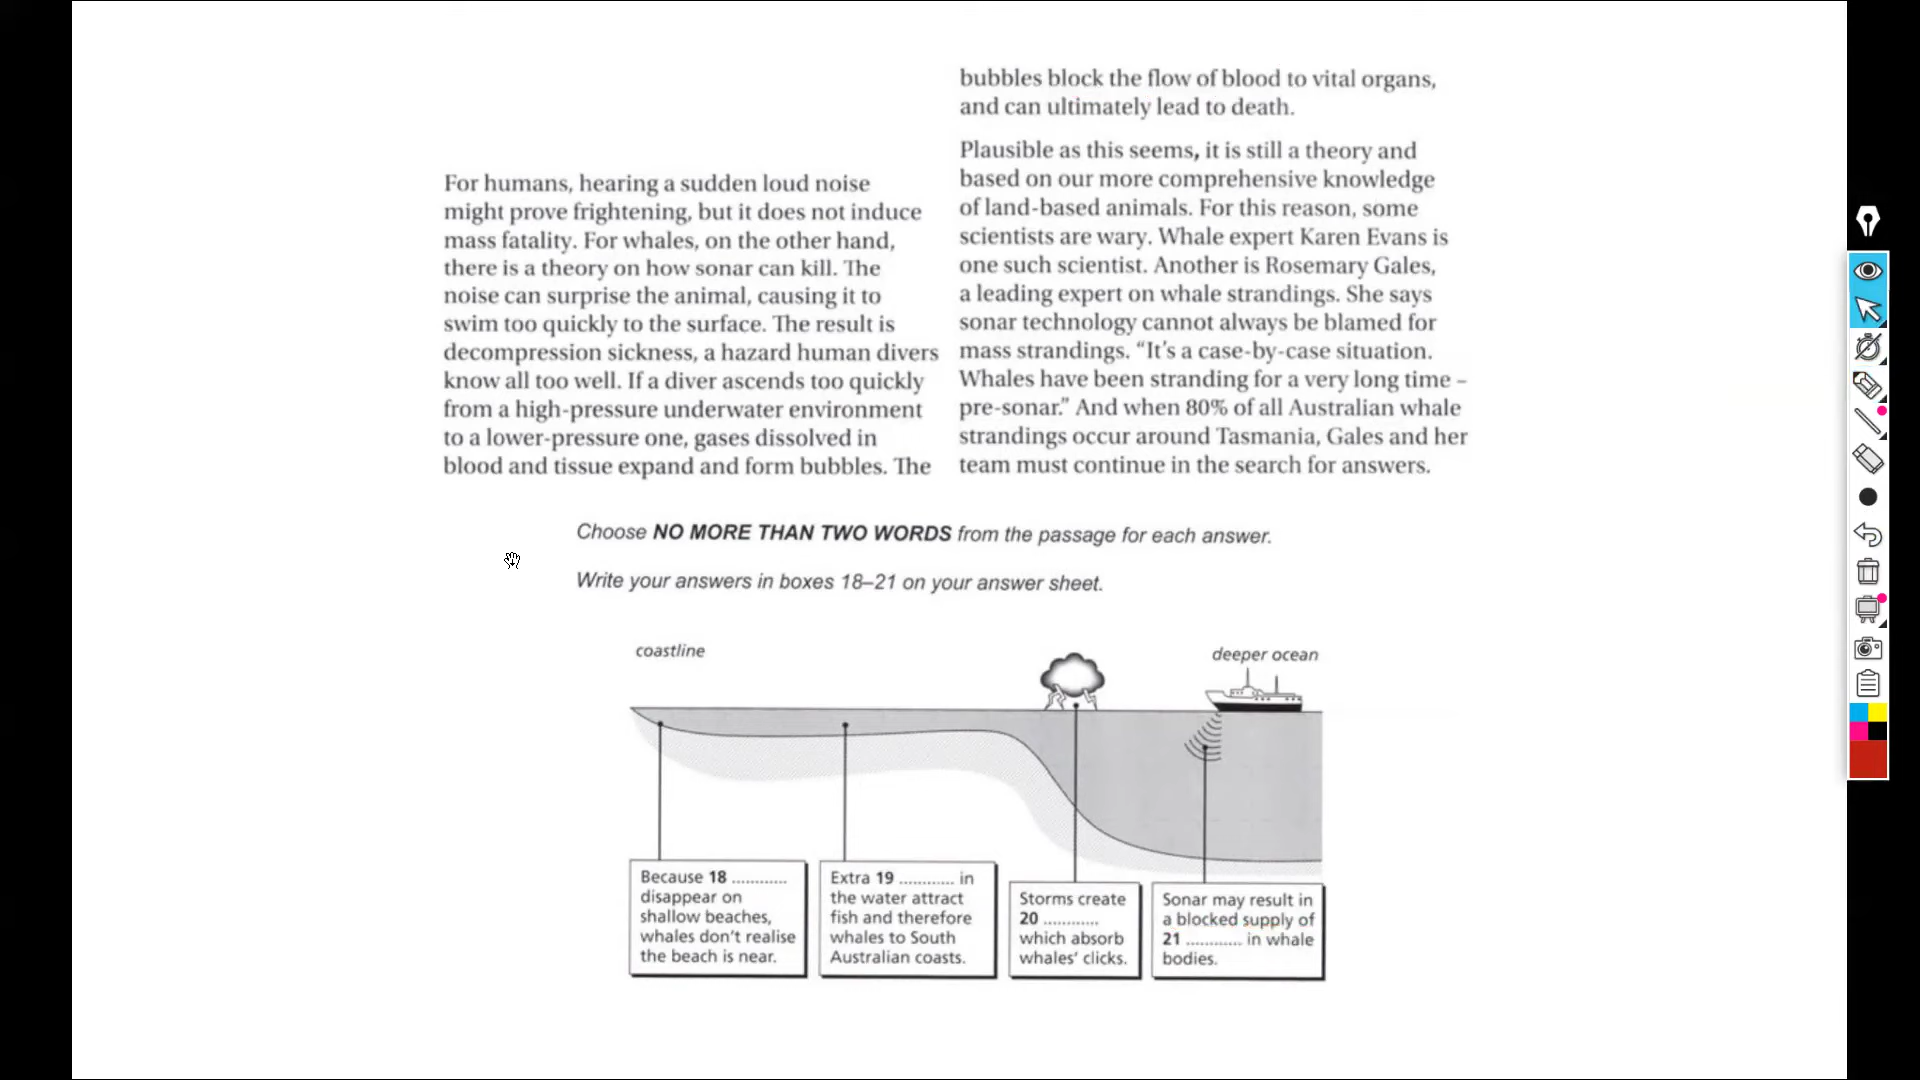 For humans, hearing a sudden loud noise
might prove frightening, but it does not induce
mass fatality. For whales, on the other hand,
there is a theory on how sonar can kill. The
noise can surprise the animal, causing it to
swim too quickly to the surface. The result is
decompression sickness, a hazard human divers
know all too well. If a diver ascends too quickly
from a high-pressure underwater environment
to a lower-pressure one, gases dissolved in
blood and tissue expand and form bubbles. The
bubbles block the flow of blood to vital organs,
and can ultimately lead to death.
Plausible as this seems, it is still a theory and
based on our more comprehensive knowledge
of land-based animals. For this reason, some
scientists are wary. Whale expert Karen Evans is
one such scientist. Another is Rosemary Gales,
a leading expert on whale strandings. She says
sonar technology cannot always be blamed for
mass strandings. “It’s a case-by-case situation.
Whales have been stranding for a very long time –
pre-sonar.” And when 80% of all Australian whale
strandings occur around Tasmania, Gales and her
team must continue in the search for answers.
Choose NO MORE THAN TWO WORDS from the passage for each answer.
Write your answers in boxes 18–21 on your answer sheet.
coastline
deeper ocean
Because 18 ............
disappear on
shallow beaches,
whales don’t realise
the beach is near.
Extra 19 ............ in
the water attract
fish and therefore
whales to South
Australian coasts.
Storms create
20 ............
which absorb
whales’ clicks.
Sonar may result in
a blocked supply of
21 ............ in whale
bodies.